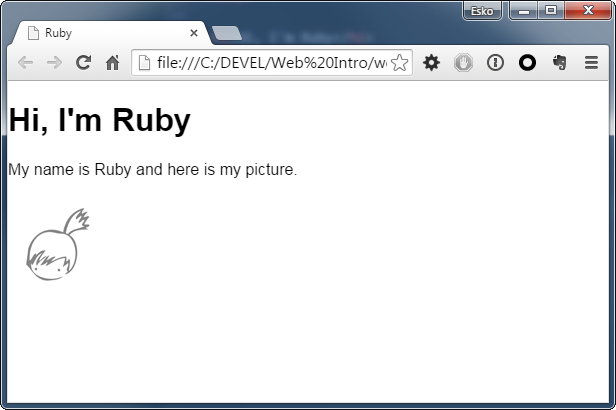 Esko
Ruby
file:///C:/DEVEL/Web%20Intro/w
Hi, I'm Ruby
My name is Ruby and here is my picture.